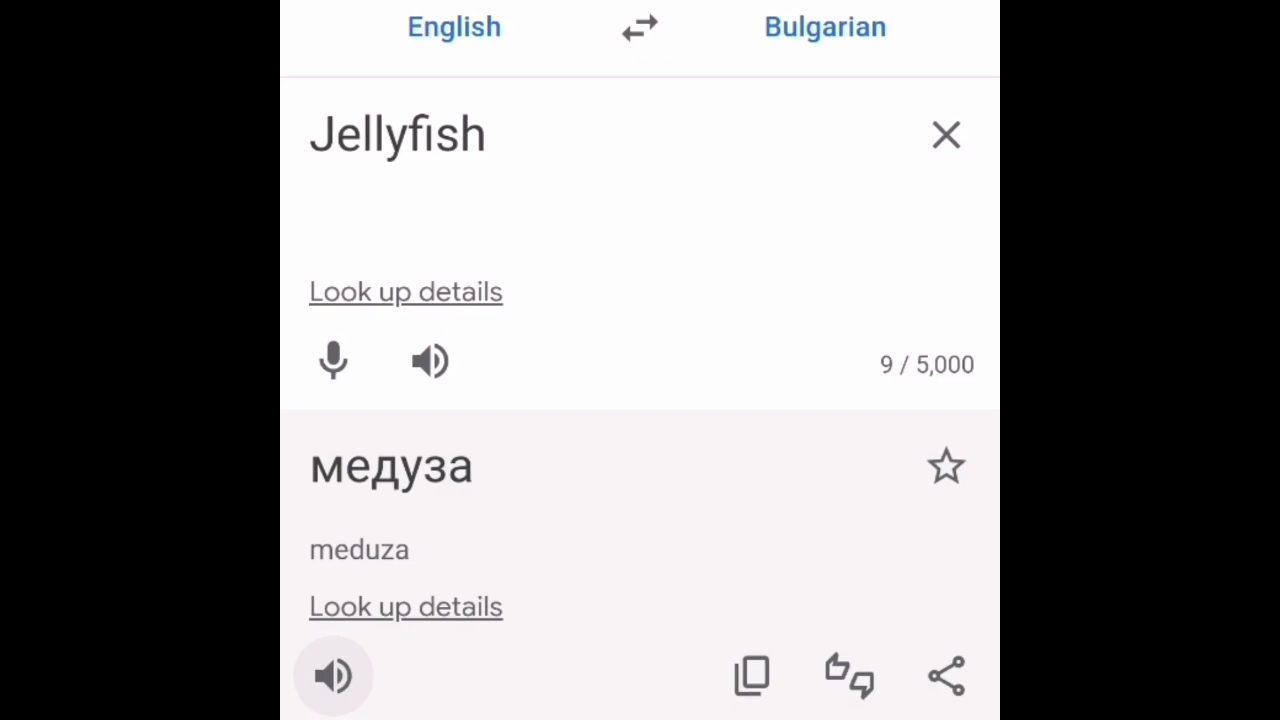 English Bulgarian
Jellyfish
Look up details
9 / 5,000
медуза
meduza
Look up details